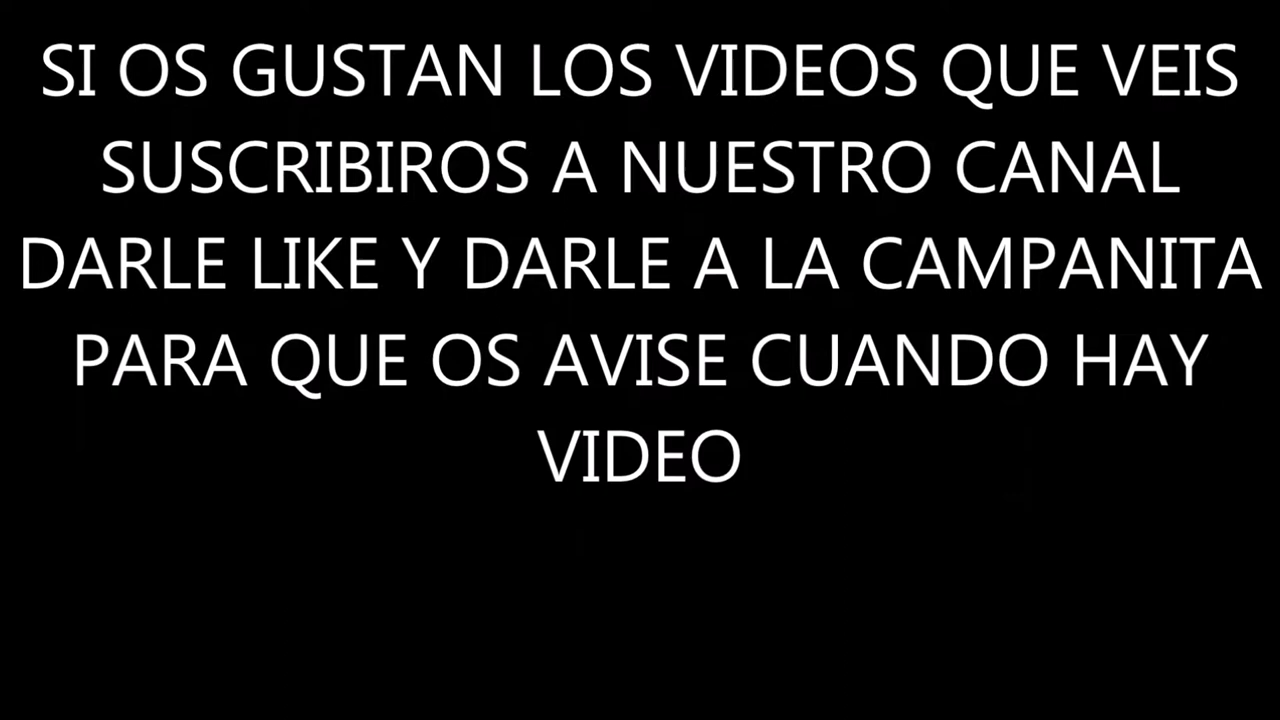 SI OS GUSTAN LOS VIDEOS QUE VEIS
SUSCRIBIROS A NUESTRO CANAL
DARLE LIKE Y DARLE A LA CAMPANITA
PARA QUE OS AVISE CUANDO HAY
VIDEO